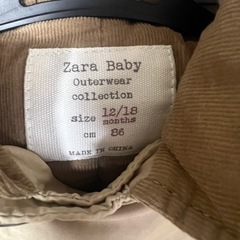 Zara Baby
Outerwear
collection
size 12/18
months
cm 86
MADE IN CHINA